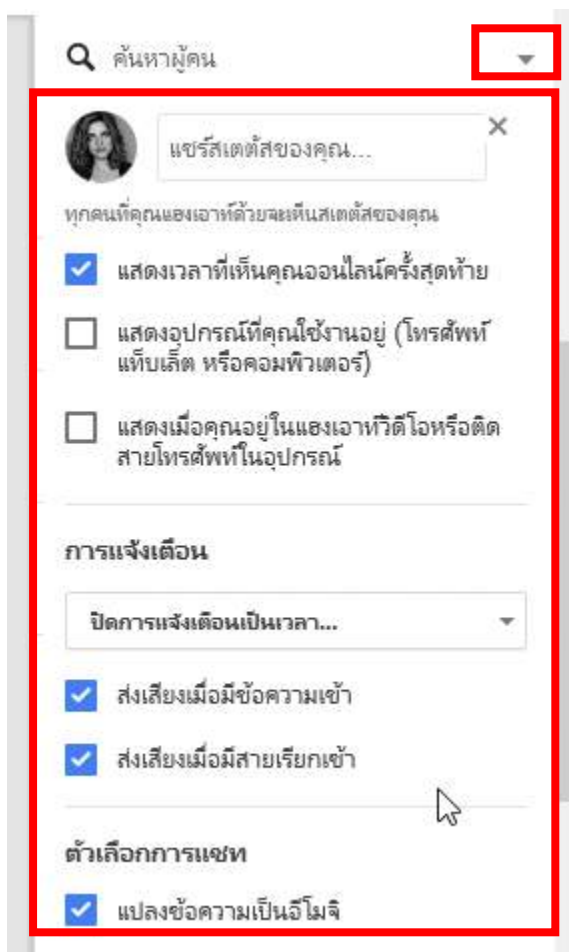 ค้นหาผู้คน
แชร์สเตตัสของคุณ...
ทุกคนที่คุณแฮงเอาท์ด้วยจะเห็นสเตตัสของคุณ
แสดงเวลาที่เห็นคุณออนไลน์ครั้งสุดท้าย
แสดงอุปกรณ์ที่คุณใช้งานอยู่ (โทรศัพท์
แท็บเล็ต หรือคอมพิวเตอร์)
แสดงเมื่อคุณอยู่ในแฮงเอาท์วิดีโอหรือติด
สายโทรศัพท์ในอุปกรณ์
การแจ้งเตือน
ปิดการแจ้งเตือนเป็นเวลา...
ส่งเสียงเมื่อมีข้อความเข้า
ส่งเสียงเมื่อมีสายเรียกเข้า
ตัวเลือกการแชท
แปลงข้อความเป็นอีโมจิ